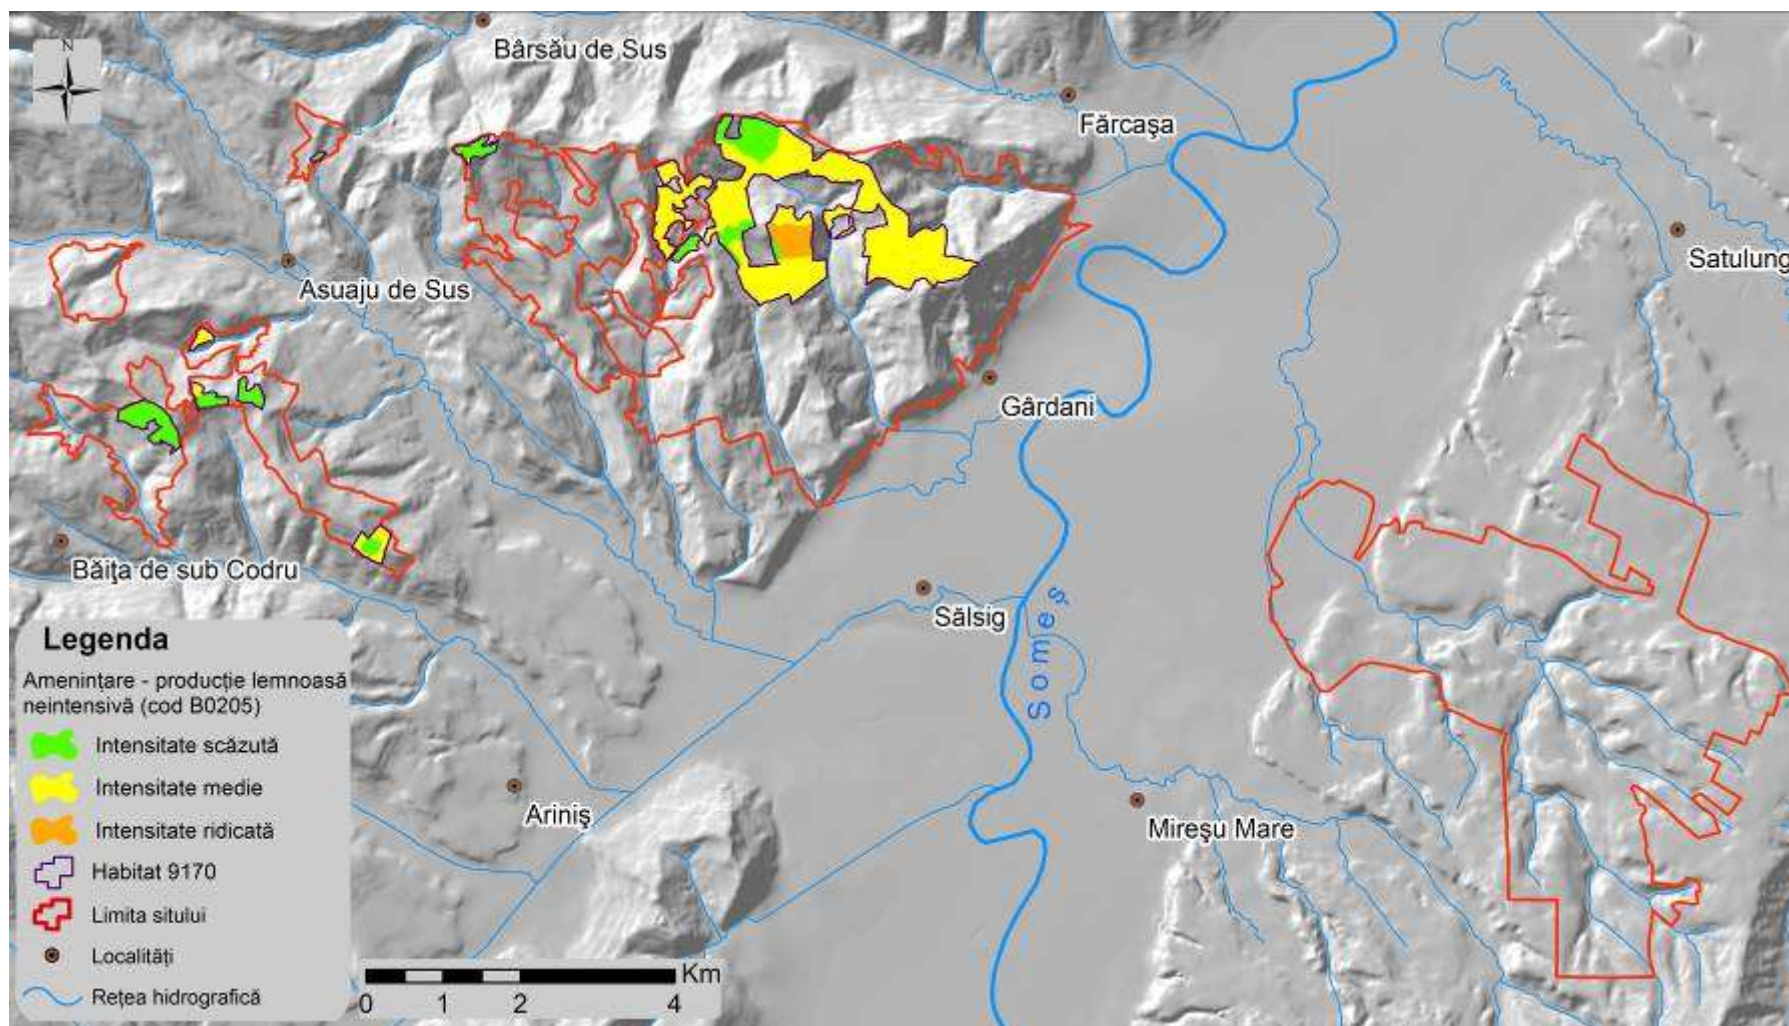 N
Bârsău de Sus
Fărcaşa
Satulung
Asuaju de Sus
Gârdani
Băiţa de sub Codru
Sălsig
Someş
Ariniş
Mireşu Mare
Legenda
Ameninţare - producţie lemnoasă
neintensivă (cod B0205)
Intensitate scăzută
Intensitate medie
Intensitate ridicată
Habitat 9170
Limita sitului
Localităţi
Reţea hidrografică
Km
0 1 2 4